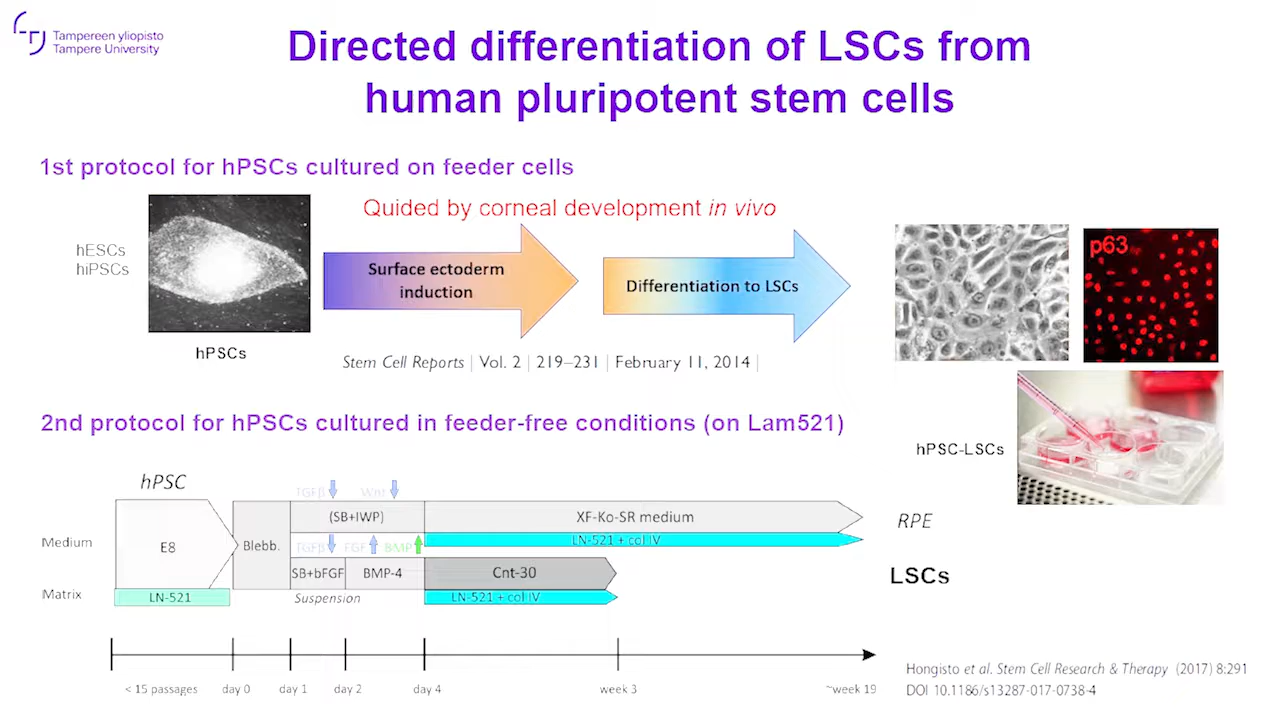 Tampereen yliopisto
Tampere University
Directed differentiation of LSCs from
human pluripotent stem cells
1st protocol for hPSCs cultured on feeder cells
Quided by corneal development in vivo
hESCs
hiPSCs
Surface ectoderm
induction
Differentiation to LSCs
p63
hPSCs
Stem Cell Reports | Vol. 2 | 219–231 | February 11, 2014 |
2nd protocol for hPSCs cultured in feeder-free conditions (on Lam521)
hPSC-LSCs
hPSC
TGFβ Wnt
(SB+IWP)
XF-Ko-SR medium
RPE
Medium
E8
Blebb.
LN-521 + col IV
TGFβ FGF BMP
SB+bFGF
BMP-4
Cnt-30
LSCs
Matrix
LN-521
Suspension
LN-521 + col IV
< 15 passages
day 0
day 1
day 2
day 4
week 3
~week 19
Hongisto et al. Stem Cell Research & Therapy (2017) 8:291
DOI 10.1186/s13287-017-0738-4